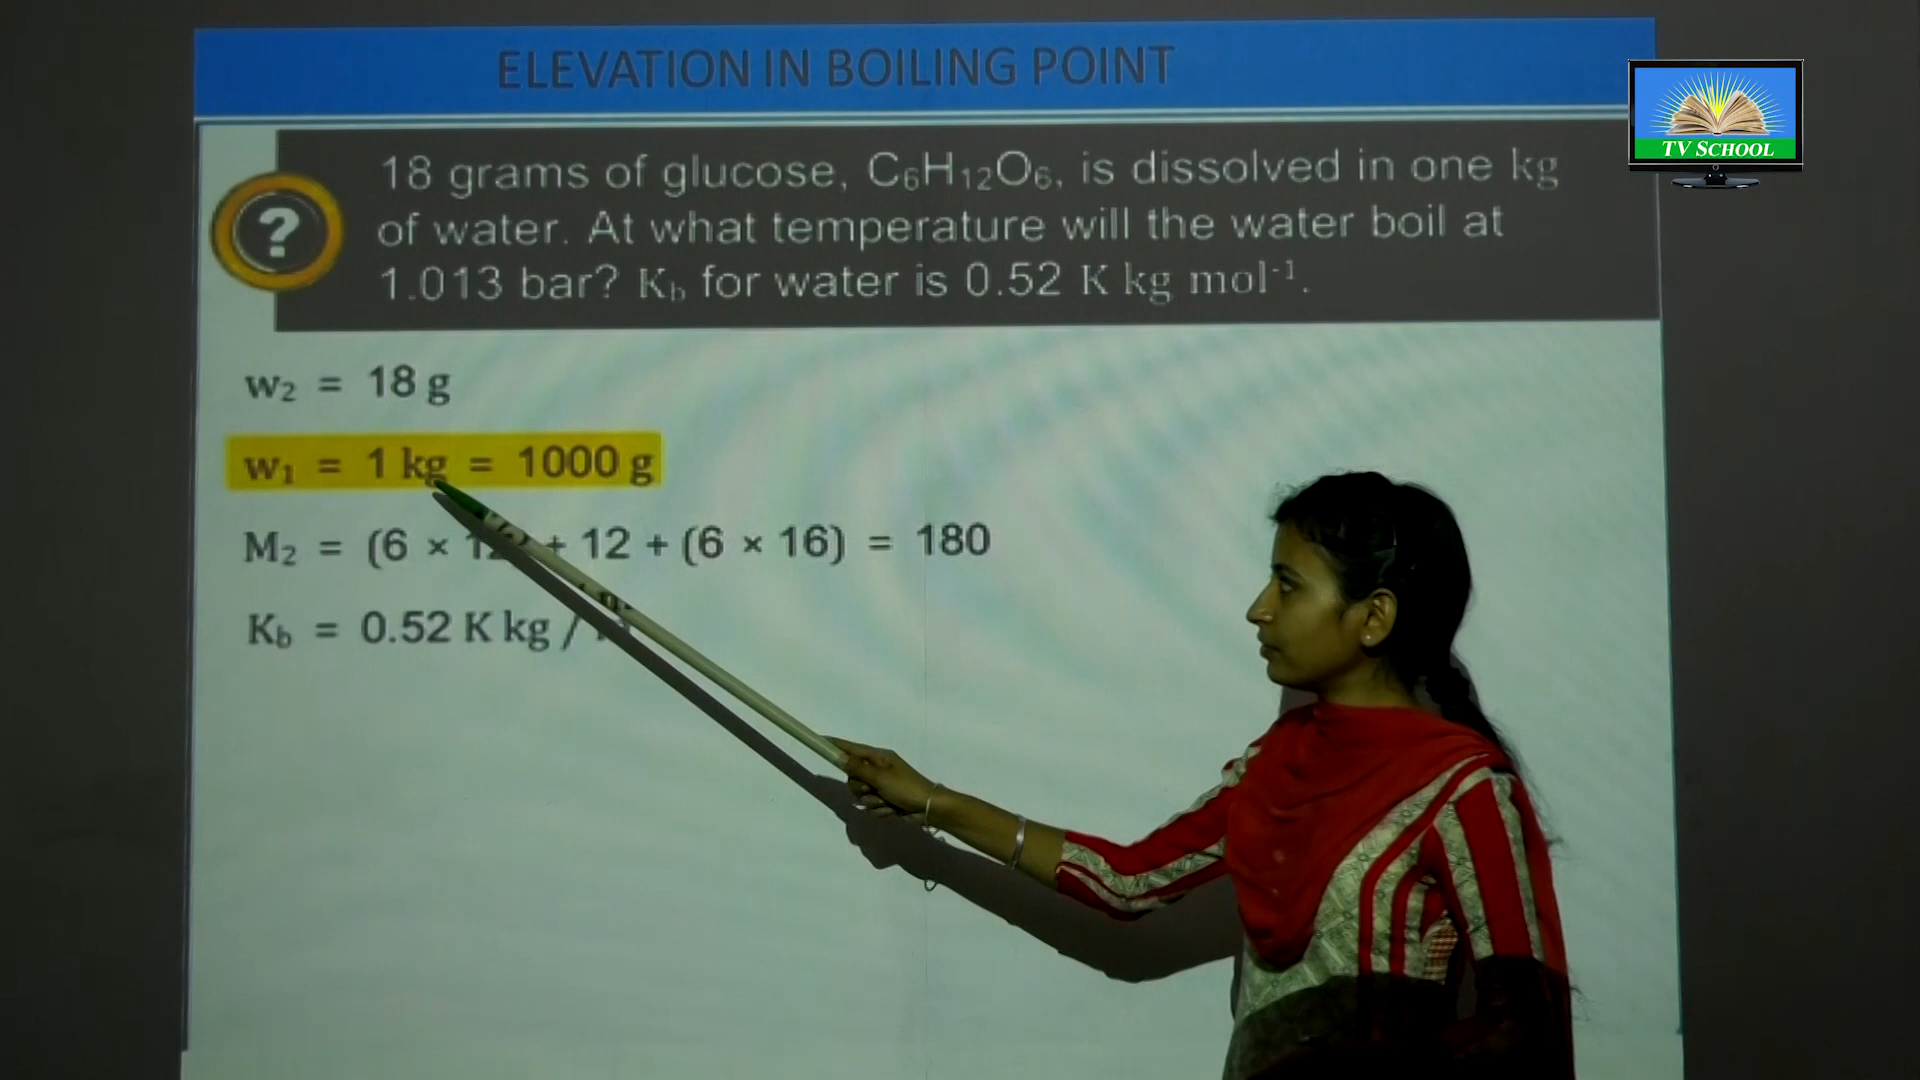 ELEVATION IN BOILING POINT
TV SCHOOL
18 grams of glucose, C₆H₁₂O₆, is dissolved in one kg
of water. At what temperature will the water boil at
1.013 bar? K_b for water is 0.52 K kg mol⁻¹.
?
w₂ = 18 g
w₁ = 1 kg = 1000 g
M₂ = (6 × + 12 + (6 × 16) = 180
K_b = 0.52 K kg /